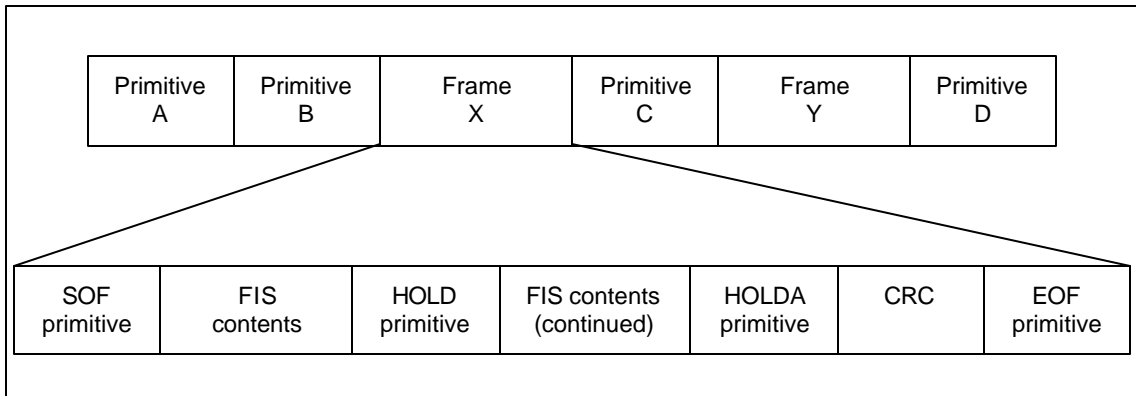 Primitive
A
Primitive
B
Frame
X
Primitive
C
Frame
Y
Primitive
D
SOF
primitive
FIS
contents
HOLD
primitive
FIS contents
(continued)
HOLDA
primitive
CRC
EOF
primitive